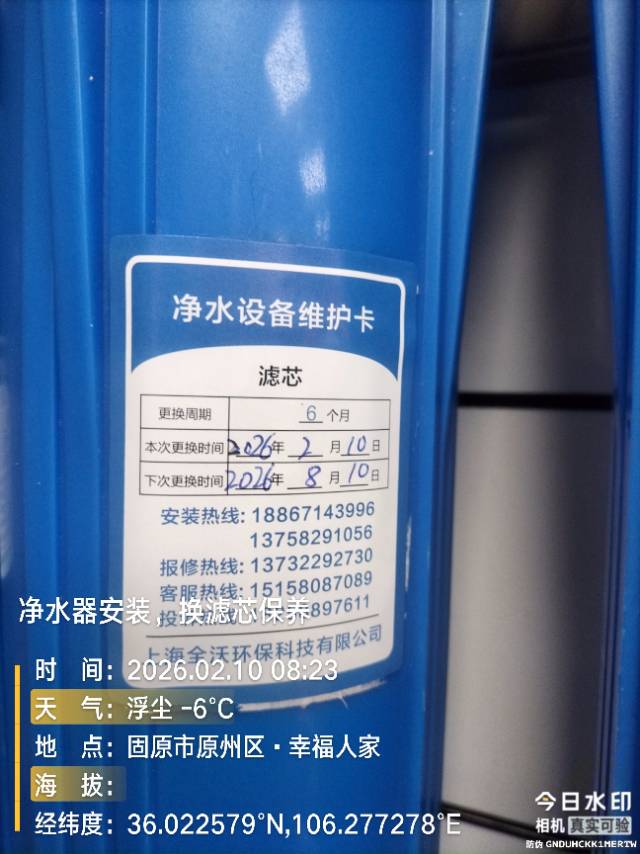 净水设备维护卡
滤芯
更换周期 6 个月
本次更换时间 2026年 2 月 10 日
下次更换时间 2026年 8 月 10 日
安装热线: 18867143996
13758291056
报修热线: 13732292730
客服热线: 15158087089
897611
上海全沃环保科技有限公司
净水器安装，换滤芯保养
时 间: 2026.02.10 08:23
天 气: 浮尘 -6℃
地 点: 固原市原州区·幸福人家
海 拔:
经纬度: 36.022579°N,106.277278°E
今日水印
相机 真实可验
防伪 GNDUHCKK1MERTW